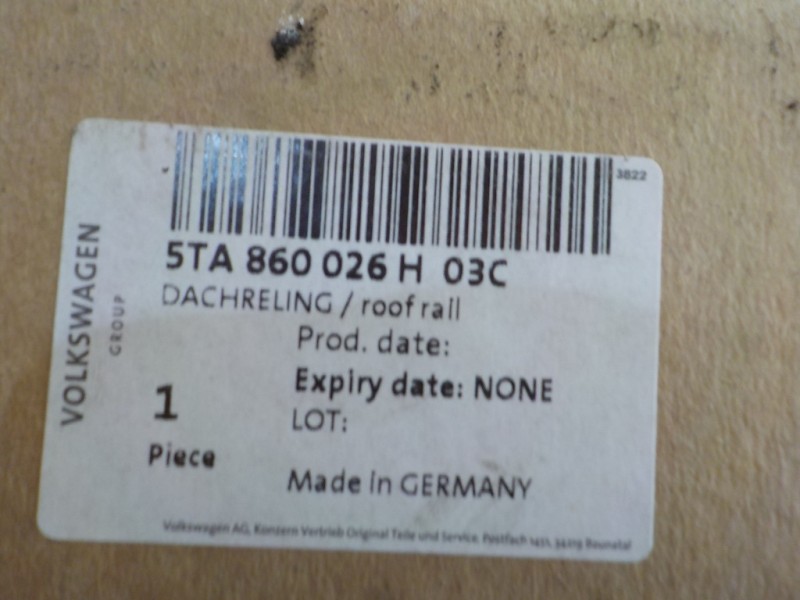 3822
5TA 860 026 H 03C
DACHRELING / roof rail
Prod. date:
Expiry date: NONE
LOT:
1
Piece
Made in GERMANY
VOLKSWAGEN
GROUP
Volkswagen AG, Konzern Vertrieb Original Teile und Service, Postfach 1451, 34219 Baunatal